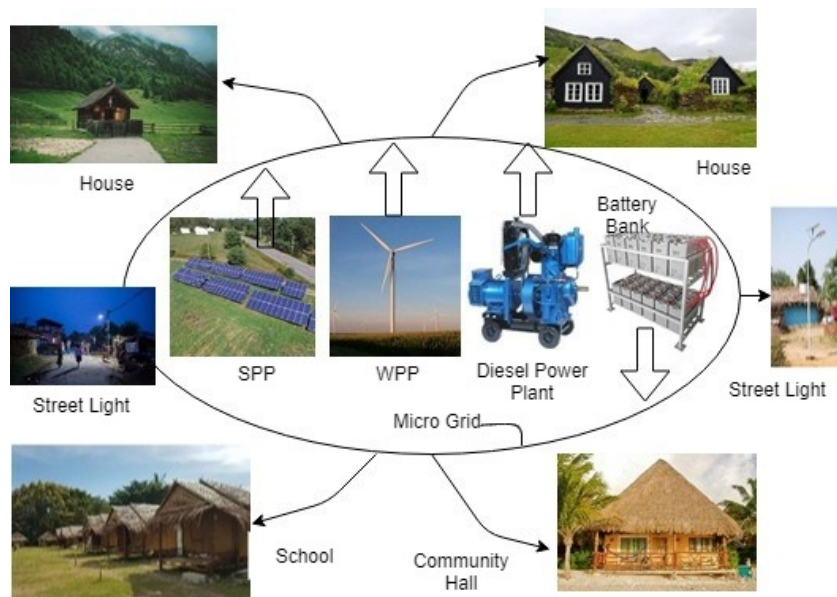 House
House
Battery
Bank
SPP
WPP
Diesel Power
Plant
Street Light
Street Light
Micro Grid
School
Community
Hall